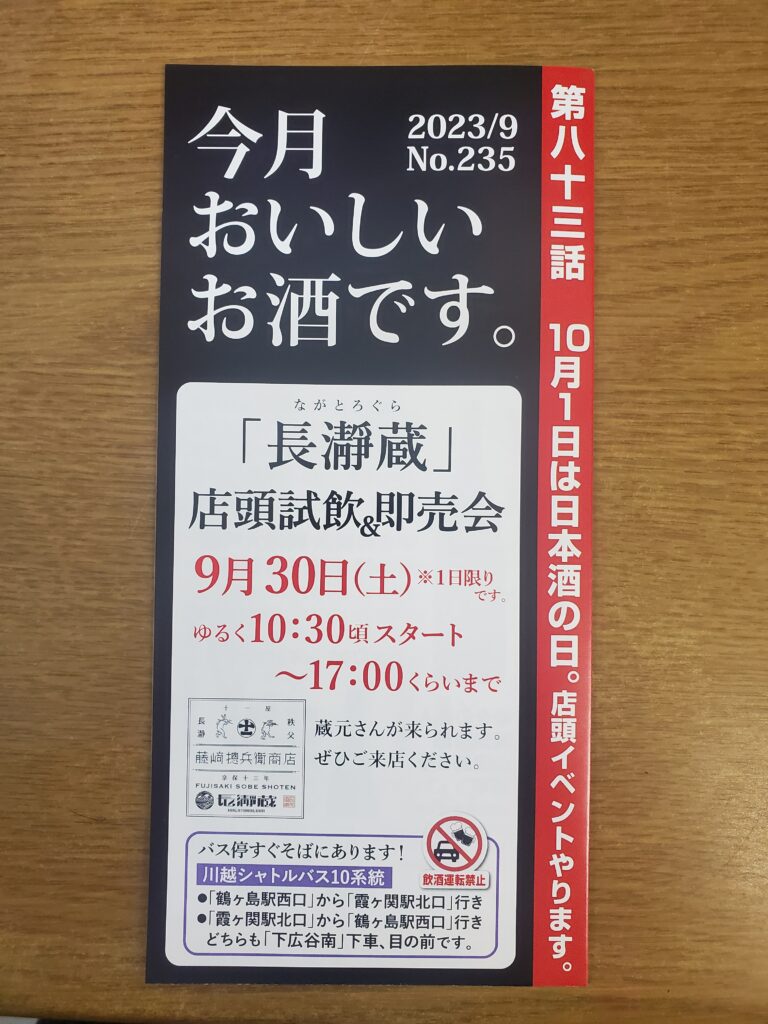 今月
おいしい
お酒です。
2023/9
No.235
第八十三話 10月1日は日本酒の日。店頭イベントやります。
ながとろぐら
「長瀞蔵」
店頭試飲&即売会
9月30日(土)※1日限りです。
ゆるく10:30頃スタート
~17:00くらいまで
十一屋
長瀞
秩父
藤﨑摠兵衛商店
享保十三年
FUJISAKI SOBE SHOTEN
長瀞蔵
蔵元さんが来られます。
ぜひご来店ください。
バス停すぐそばにあります!
川越シャトルバス10系統
●「鶴ヶ島駅西口」から「霞ヶ関駅北口」行き
●「霞ヶ関駅北口」から「鶴ヶ島駅西口」行き
どちらも「下広谷南」下車、目の前です。
飲酒運転禁止